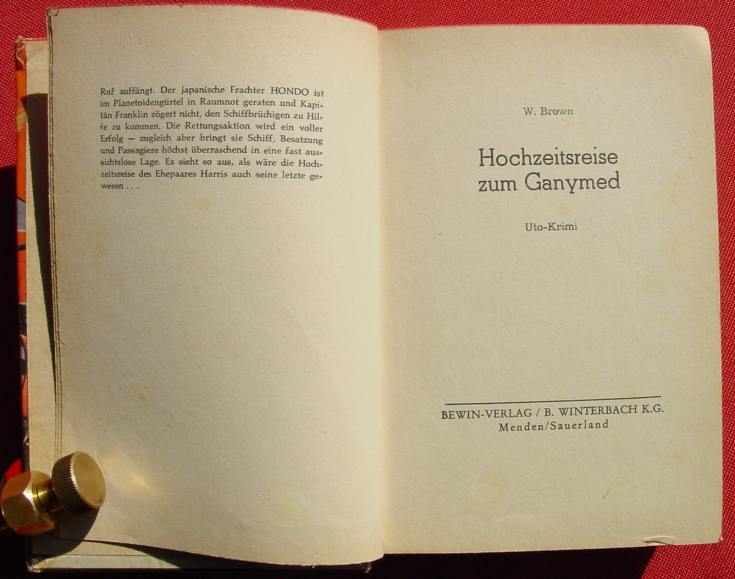 Ruf auffängt. Der japanische Frachter HONDO ist
im Planetoidengürtel in Raumnot geraten und Kapi-
tän Franklin zögert nicht, den Schiffbrüchigen zu Hil-
fe zu kommen. Die Rettungsaktion wird ein voller
Erfolg — zugleich aber bringt sie Schiff, Besatzung
und Passagiere höchst überraschend in eine fast aus-
sichtslose Lage. Es sieht so aus, als wäre die Hoch-
zeitsreise des Ehepaares Harris auch seine letzte ge-
wesen . . .
W. Brown
Hochzeitsreise
zum Ganymed
Uto-Krimi
BEWIN-VERLAG / B. WINTERBACH K.G.
Menden/Sauerland